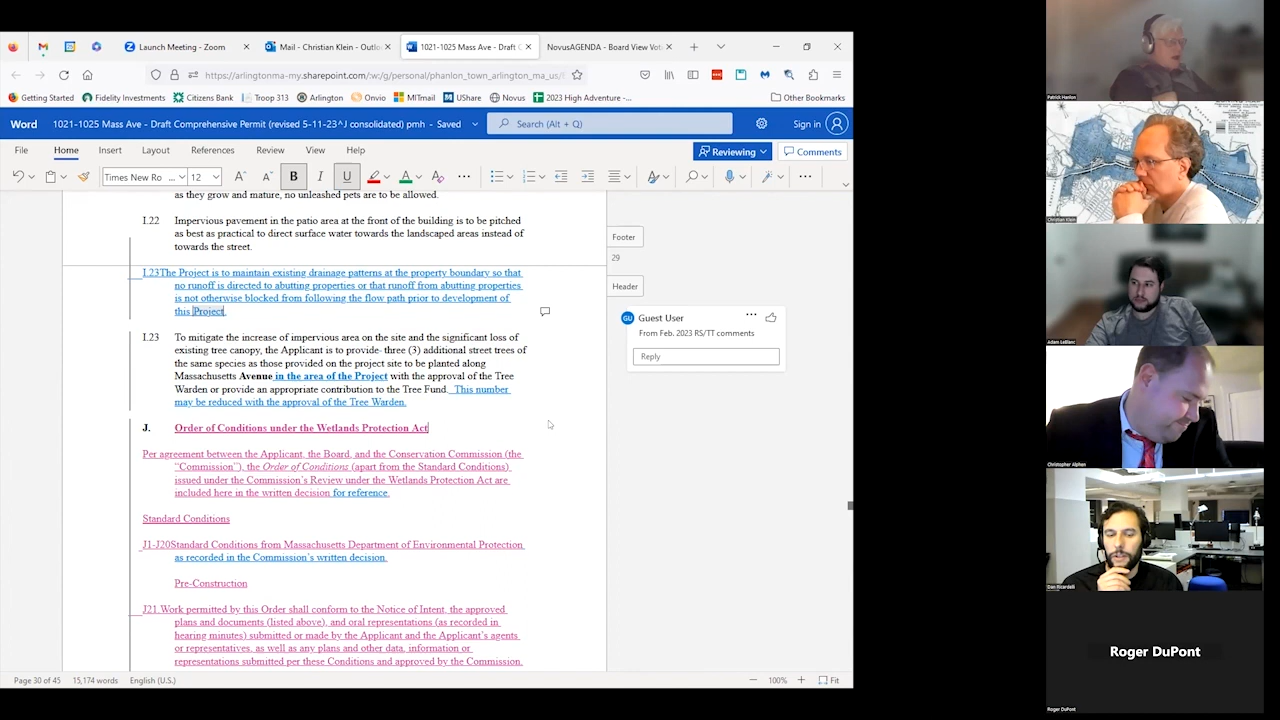 Launch Meeting - Zoom
Mail - Christian Klein - Outlo
1021-1025 Mass Ave - Draft C
NovusAGENDA - Board View Vot
https://arlingtonma-my.sharepoint.com/:w:/g/personal/phanlon_town_arlington_ma_us/
Getting Started
Fidelity Investments
Citizens Bank
Troop 313
Arlington
Onvio
MITmail
UShare
Novus
2023 High Adventure -...
Other Bookmarks
Word
1021-1025 Mass Ave - Draft Comprehensive Permit (revised 5-11-23^J consolidated) pmh - Saved
Search (Alt + Q)
Sign in
File Home Insert Layout References Review View Help
Reviewing
Comments
Times New Ro ...
12
B I U
as they grow and mature, no unleashed pets are to be allowed.
I.22 Impervious pavement in the patio area at the front of the building is to be pitched
as best as practical to direct surface water towards the landscaped areas instead of
towards the street.
Footer
29
Header
I.23The Project is to maintain existing drainage patterns at the property boundary so that
no runoff is directed to abutting properties or that runoff from abutting properties
is not otherwise blocked from following the flow path prior to development of
this Project.
GU Guest User
From Feb. 2023 RS/TT comments
Reply
I.23 To mitigate the increase of impervious area on the site and the significant loss of
existing tree canopy, the Applicant is to provide- three (3) additional street trees of
the same species as those provided on the project site to be planted along
Massachusetts Avenue in the area of the Project with the approval of the Tree
Warden or provide an appropriate contribution to the Tree Fund. This number
may be reduced with the approval of the Tree Warden.
J. Order of Conditions under the Wetlands Protection Act
Per agreement between the Applicant, the Board, and the Conservation Commission (the
“Commission”), the Order of Conditions (apart from the Standard Conditions)
issued under the Commission’s Review under the Wetlands Protection Act are
included here in the written decision for reference.
Standard Conditions
J1-J20Standard Conditions from Massachusetts Department of Environmental Protection
as recorded in the Commission’s written decision.
Pre-Construction
J21.Work permitted by this Order shall conform to the Notice of Intent, the approved
plans and documents (listed above), and oral representations (as recorded in
hearing minutes) submitted or made by the Applicant and the Applicant’s agents
or representatives, as well as any plans and other data, information or
representations submitted per these Conditions and approved by the Commission.
Page 30 of 45
15,174 words
English (U.S.)
100%
Fit
Patrick Hanlon
Christian Klein
Adam LeBlanc
Christopher Alphen
Dan Ricardelli
Roger DuPont
Roger DuPont